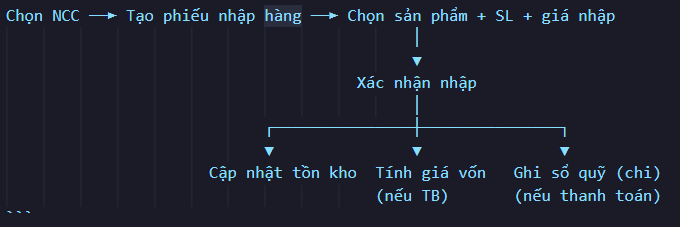 Chọn NCC ──► Tạo phiếu nhập hàng ──► Chọn sản phẩm + SL + giá nhập
Xác nhận nhập
Cập nhật tồn kho Tính giá vốn Ghi sổ quỹ (chi)
(nếu TB) (nếu thanh toán)
```